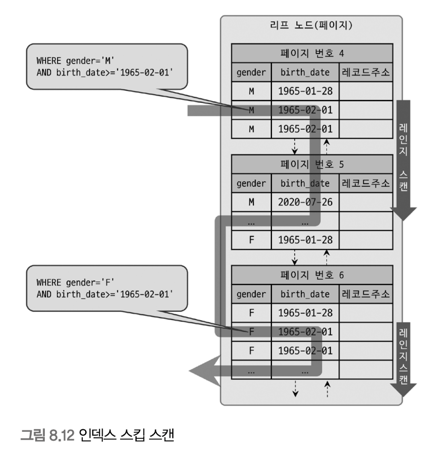 리프 노드(페이지)
WHERE gender='M'
AND birth_date>='1965-02-01'
페이지 번호 4
gender birth_date 레코드주소
M 1965-01-28
M 1965-02-01
M 1965-02-01
레인지 스캔
페이지 번호 5
gender birth_date 레코드주소
M 2020-07-26
... ...
F 1965-01-28
WHERE gender='F'
AND birth_date>='1965-02-01'
페이지 번호 6
gender birth_date 레코드주소
F 1965-01-28
F 1965-02-01
F 1965-02-01
... ...
레인지스캔
그림 8.12 인덱스 스킵 스캔